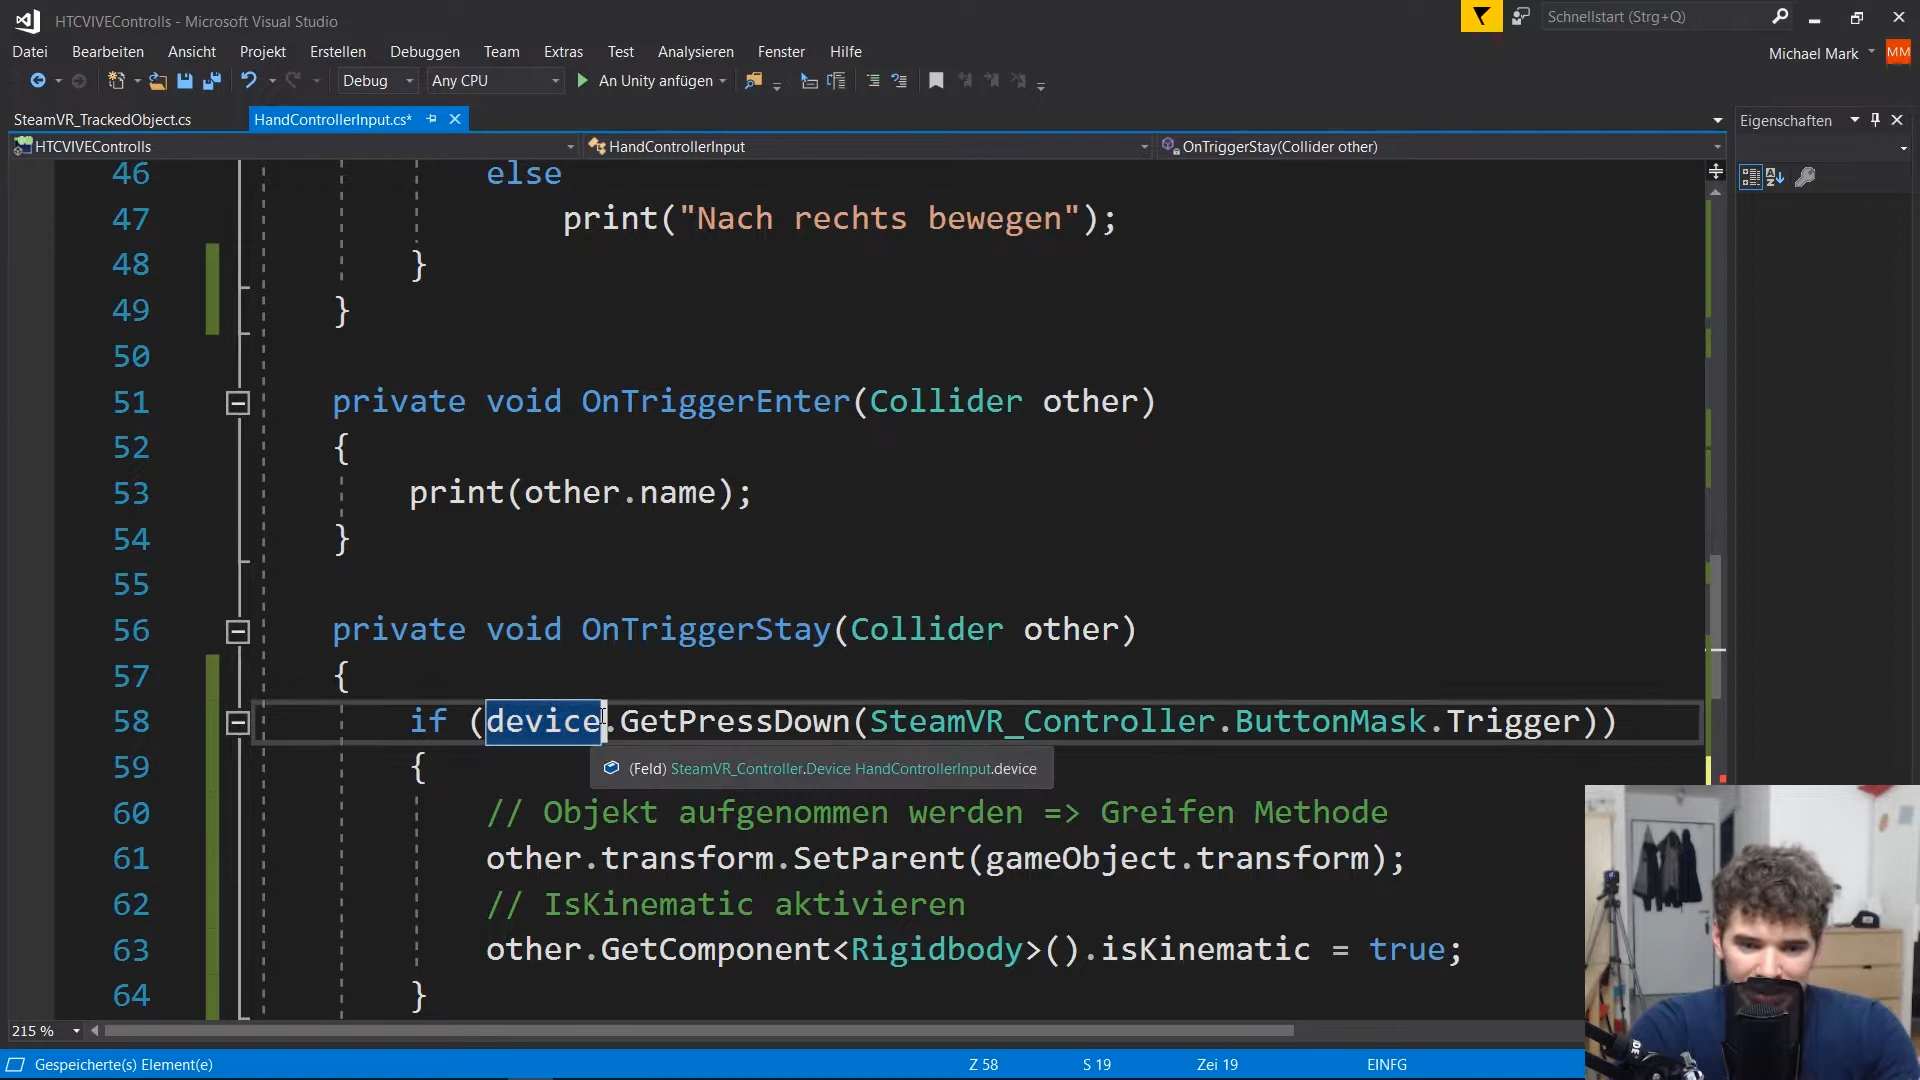 HTCVIVEControlls - Microsoft Visual Studio
Schnellstart (Strg+Q)
Datei Bearbeiten Ansicht Projekt Erstellen Debuggen Team Extras Test Analysieren Fenster Hilfe
Michael Mark MM
Debug Any CPU An Unity anfügen
SteamVR_TrackedObject.cs HandControllerInput.cs*
Eigenschaften
HTCVIVEControlls HandControllerInput OnTriggerStay(Collider other)
46 else
47 print("Nach rechts bewegen");
48 }
49 }
50
51 private void OnTriggerEnter(Collider other)
52 {
53 print(other.name);
54 }
55
56 private void OnTriggerStay(Collider other)
57 {
58 if (device.GetPressDown(SteamVR_Controller.ButtonMask.Trigger))
59 {
(Feld) SteamVR_Controller.Device HandControllerInput.device
60 // Objekt aufgenommen werden => Greifen Methode
61 other.transform.SetParent(gameObject.transform);
62 // IsKinematic aktivieren
63 other.GetComponent<Rigidbody>().isKinematic = true;
64 }
215 %
Gespeicherte(s) Element(e) Z 58 S 19 Zei 19 EINFG